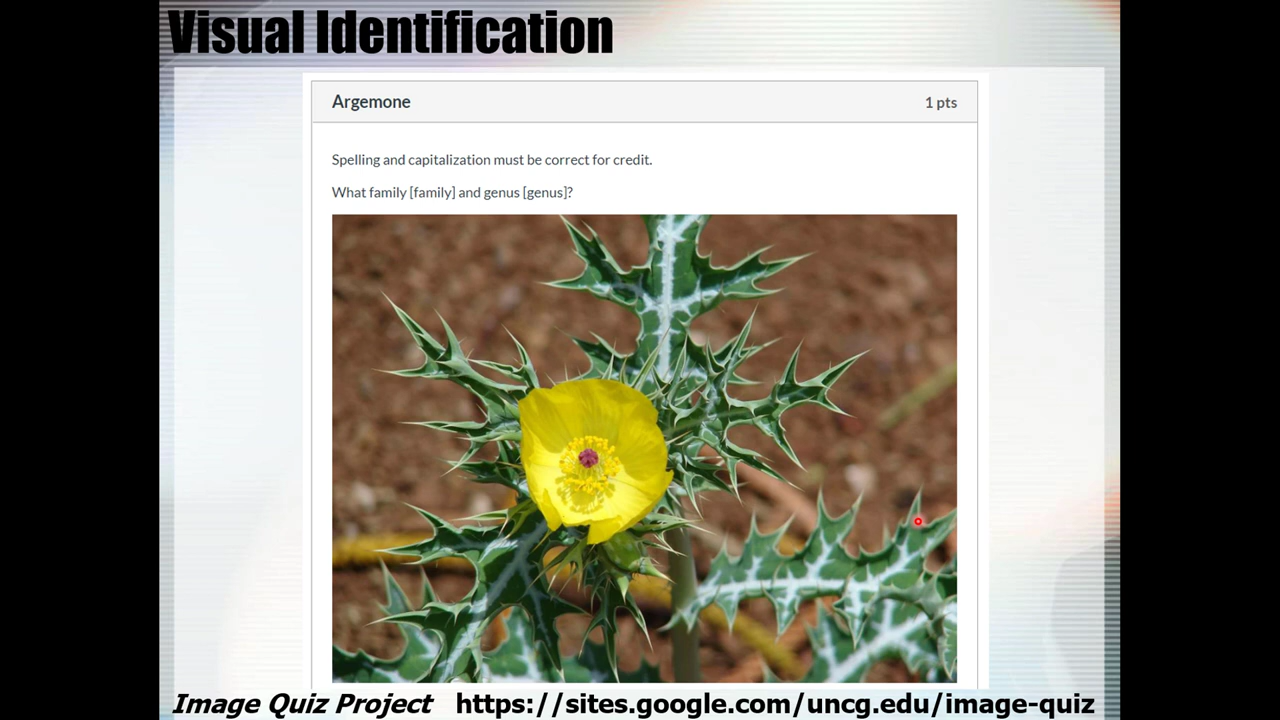 Visual Identification
Argemone
1 pts
Spelling and capitalization must be correct for credit.
What family [family] and genus [genus]?
Image Quiz Project https://sites.google.com/uncg.edu/image-quiz